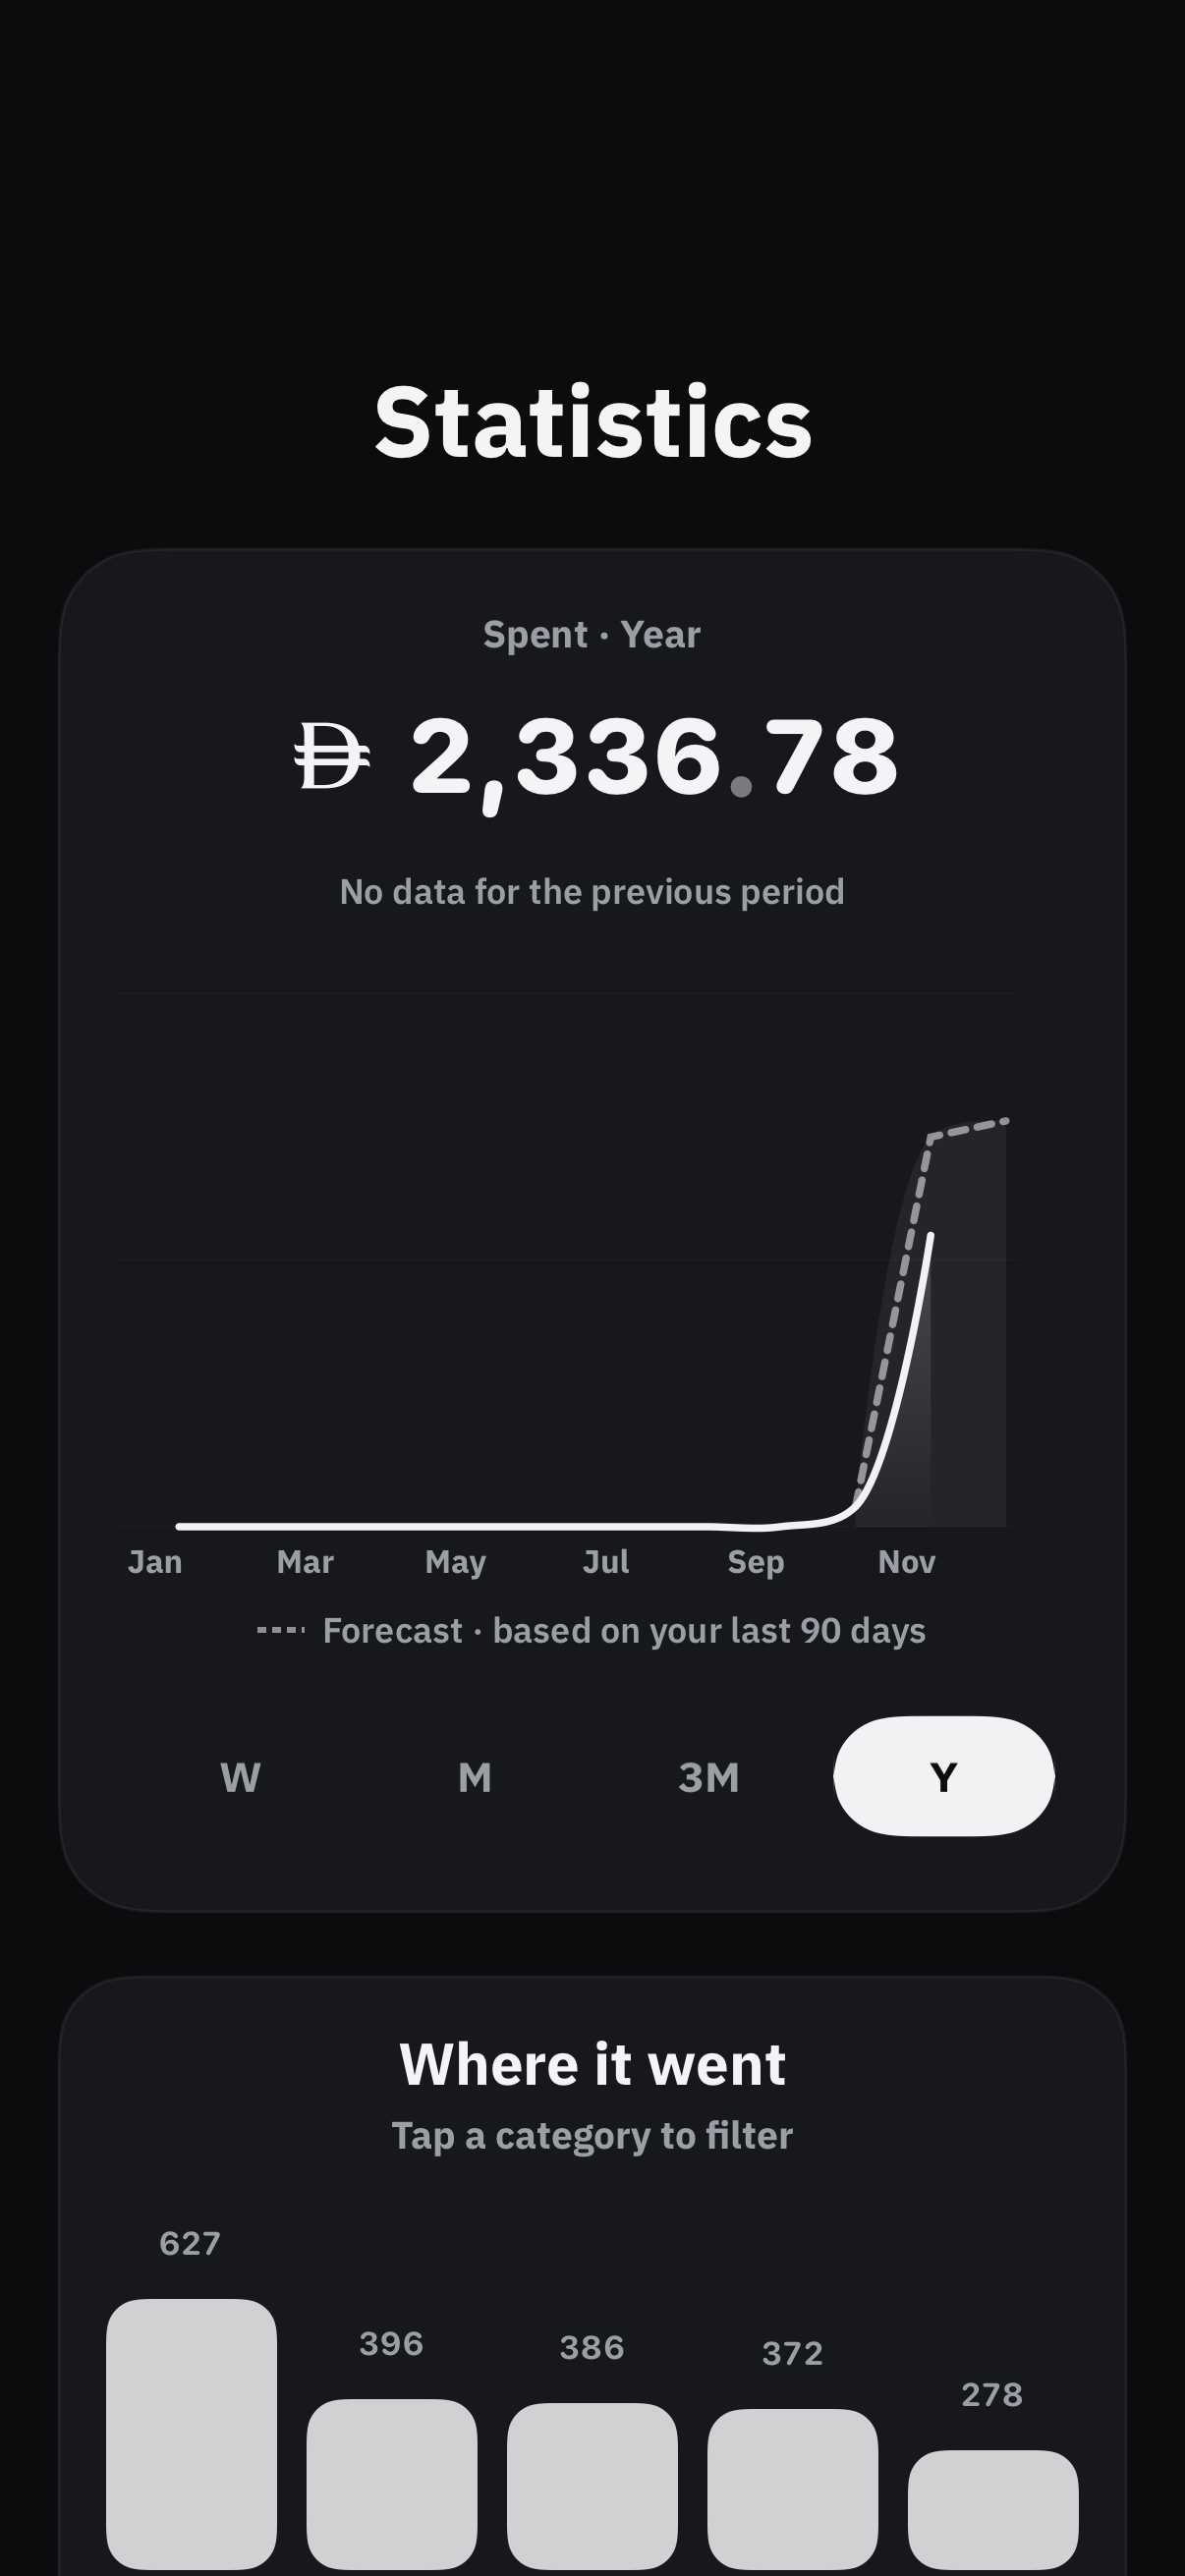 Statistics
Spent · Year
 2,336.78
No data for the previous period
Jan Mar May Jul Sep Nov
Forecast · based on your last 90 days
W M 3M Y
Where it went
Tap a category to filter
627
396 386 372
278